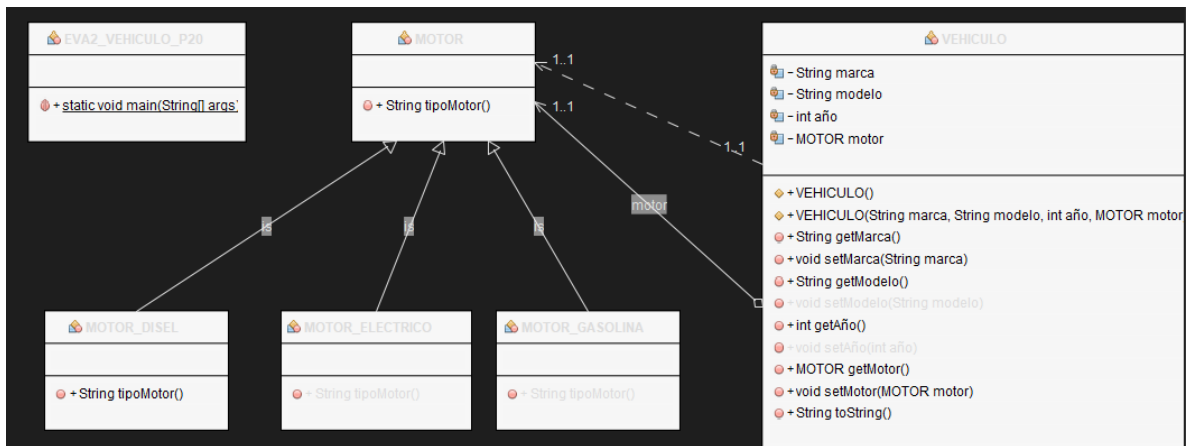 EVA2_VEHICULO_P20
+ static void main(String[] args)
MOTOR
+ String tipoMotor()
VEHICULO
- String marca
- String modelo
- int año
- MOTOR motor
+ VEHICULO()
+ VEHICULO(String marca, String modelo, int año, MOTOR motor
+ String getMarca()
+ void setMarca(String marca)
+ String getModelo()
+ void setModelo(String modelo)
+ int getAño()
+ void setAño(int año)
+ MOTOR getMotor()
+ void setMotor(MOTOR motor)
+ String toString()
1..1
1..1
1..1
motor
is
is
is
MOTOR_DISEL
+ String tipoMotor()
MOTOR_ELECTRICO
+ String tipoMotor()
MOTOR_GASOLINA
+ String tipoMotor()